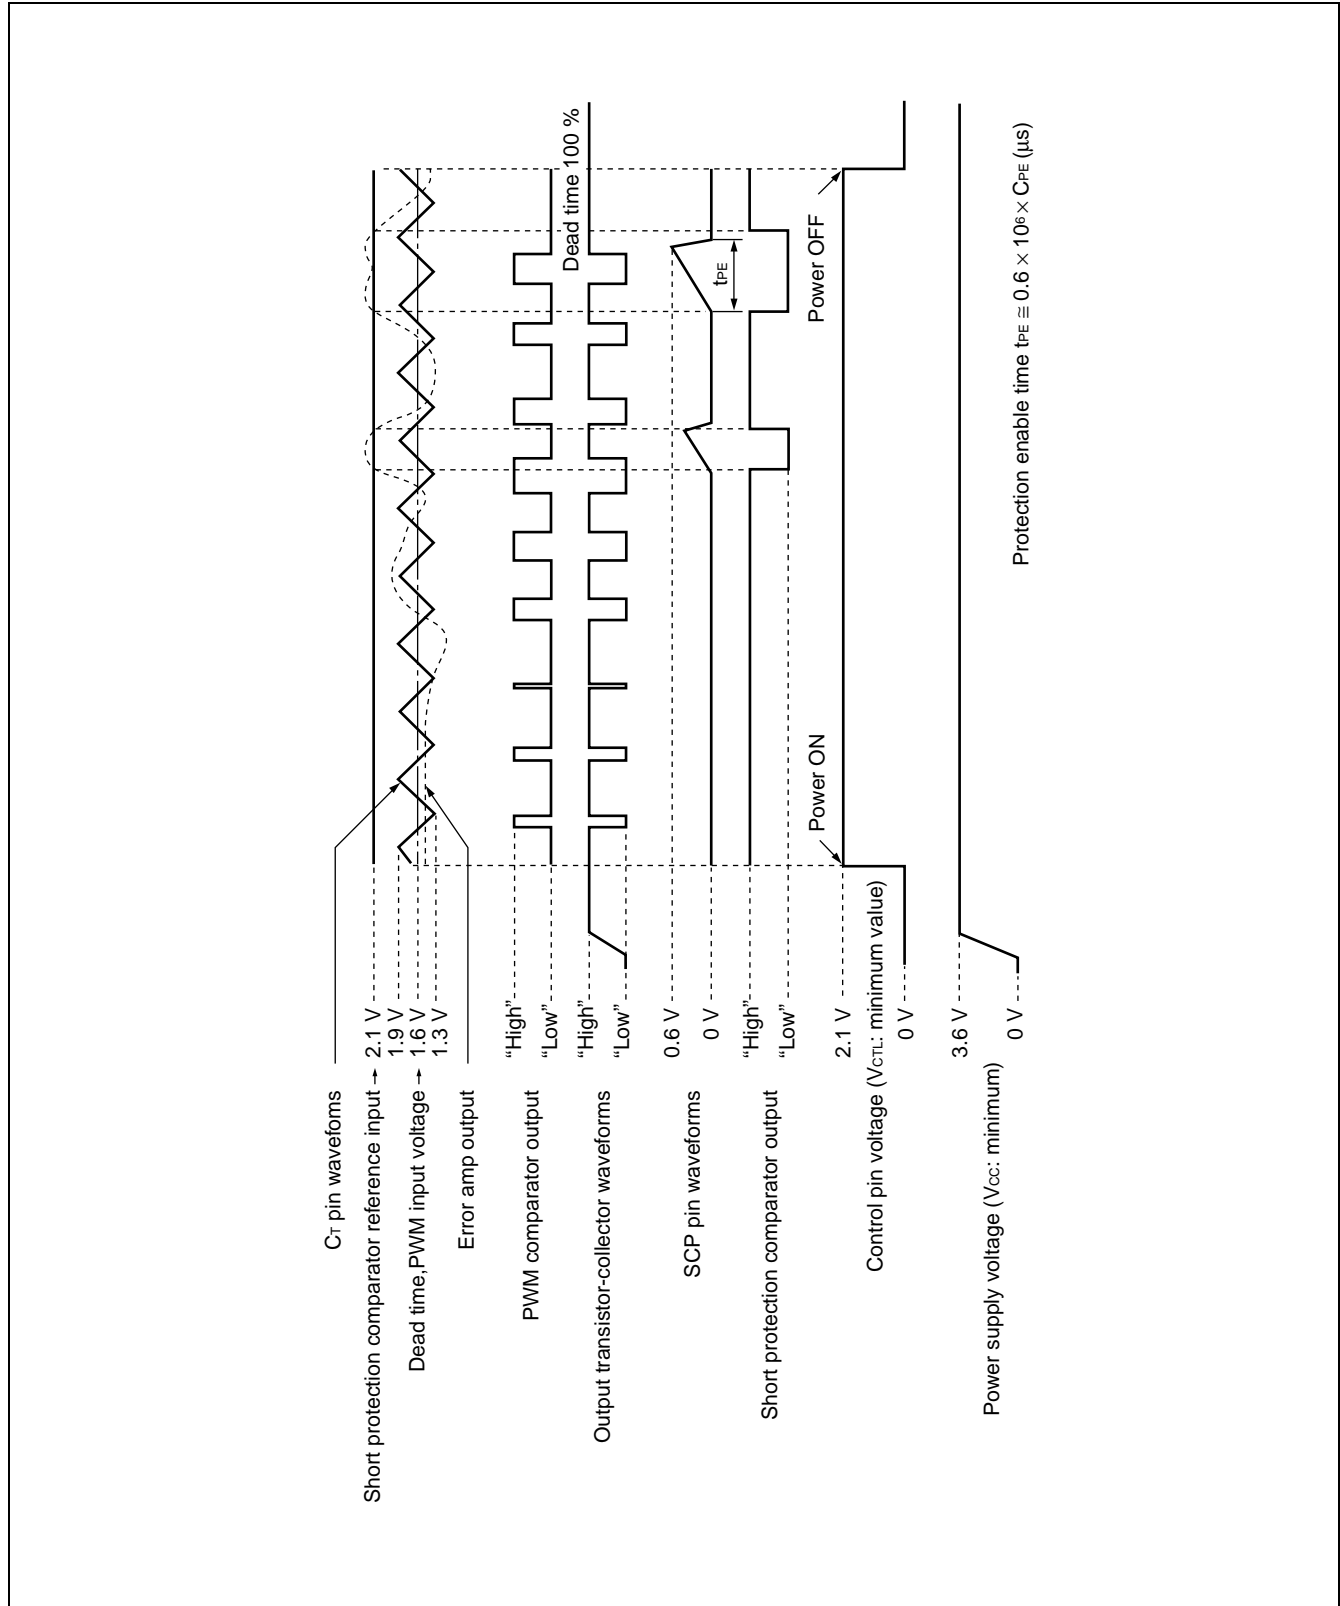 CT pin wavefoms
Short protection comparator reference input
2.1 V
1.9 V
Dead time,PWM input voltage
1.6 V
1.3 V
Error amp output
“High”
PWM comparator output
“Low”
Dead time 100 %
“High”
Output transistor-collector waveforms
“Low”
0.6 V
SCP pin waveforms
tPE
0 V
“High”
Short protection comparator output
“Low”
Power ON
Power OFF
2.1 V
Control pin voltage (VCTL: minimum value)
0 V
3.6 V
Power supply voltage (VCC: minimum)
0 V
Protection enable time tPE ≅ 0.6 × 10⁶ × CPE (μs)